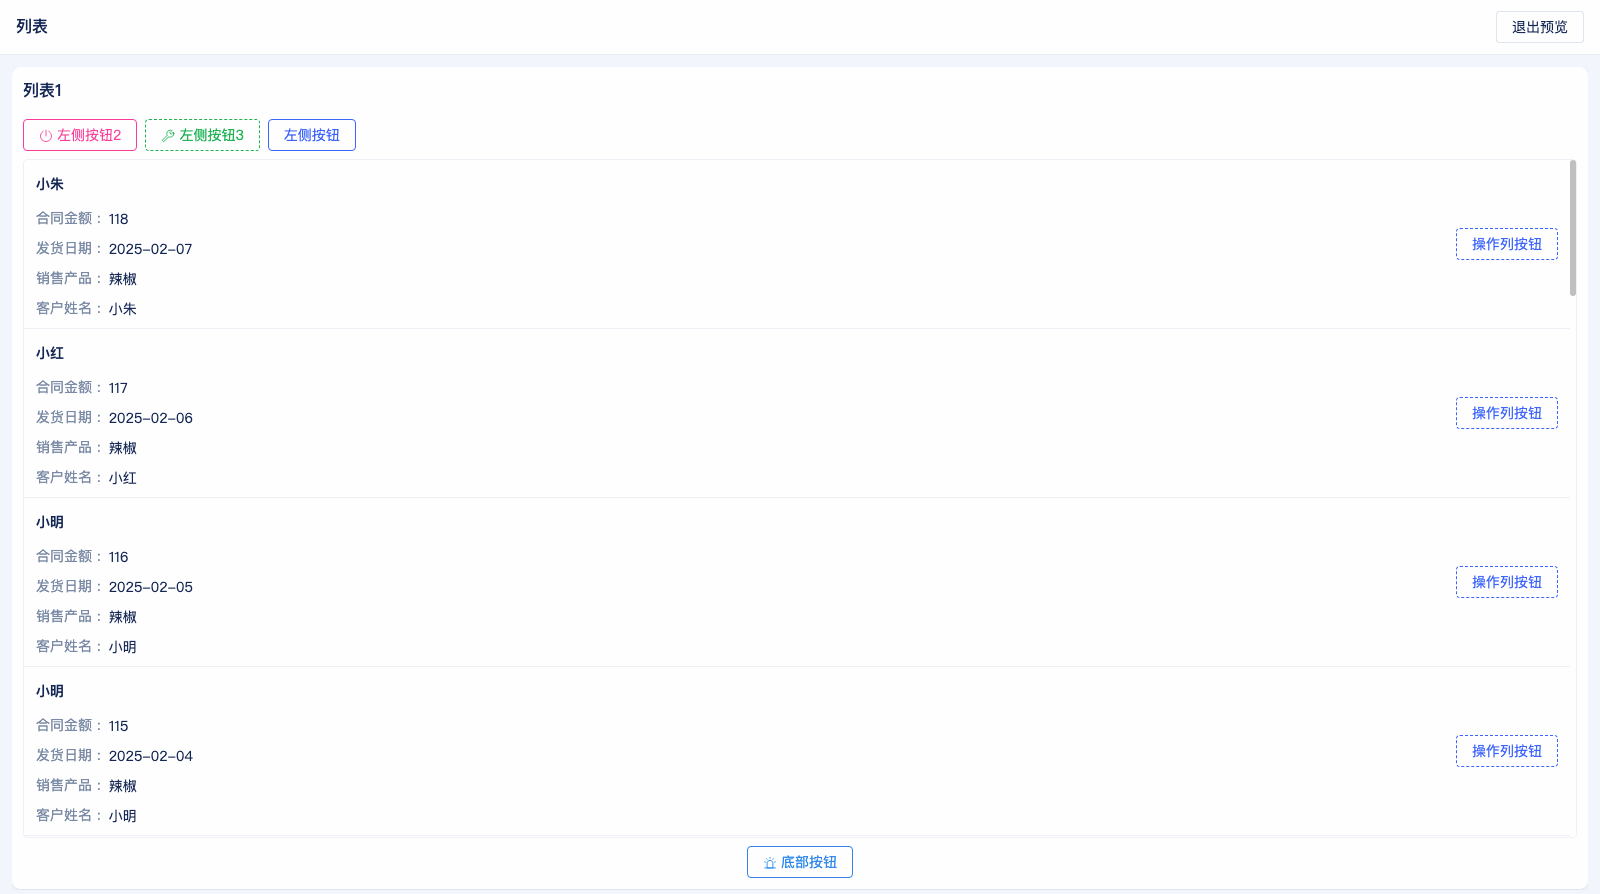 列表
退出预览
列表1
左侧按钮2 左侧按钮3 左侧按钮
小朱
合同金额： 118
发货日期： 2025-02-07
销售产品： 辣椒
客户姓名： 小朱
操作列按钮
小红
合同金额： 117
发货日期： 2025-02-06
销售产品： 辣椒
客户姓名： 小红
操作列按钮
小明
合同金额： 116
发货日期： 2025-02-05
销售产品： 辣椒
客户姓名： 小明
操作列按钮
小明
合同金额： 115
发货日期： 2025-02-04
销售产品： 辣椒
客户姓名： 小明
操作列按钮
底部按钮